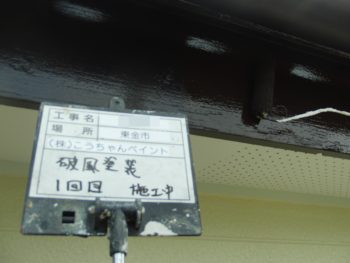 工事名
場所 東金市
(株)こうちゃんペイント
破風塗装
1回目 施工中